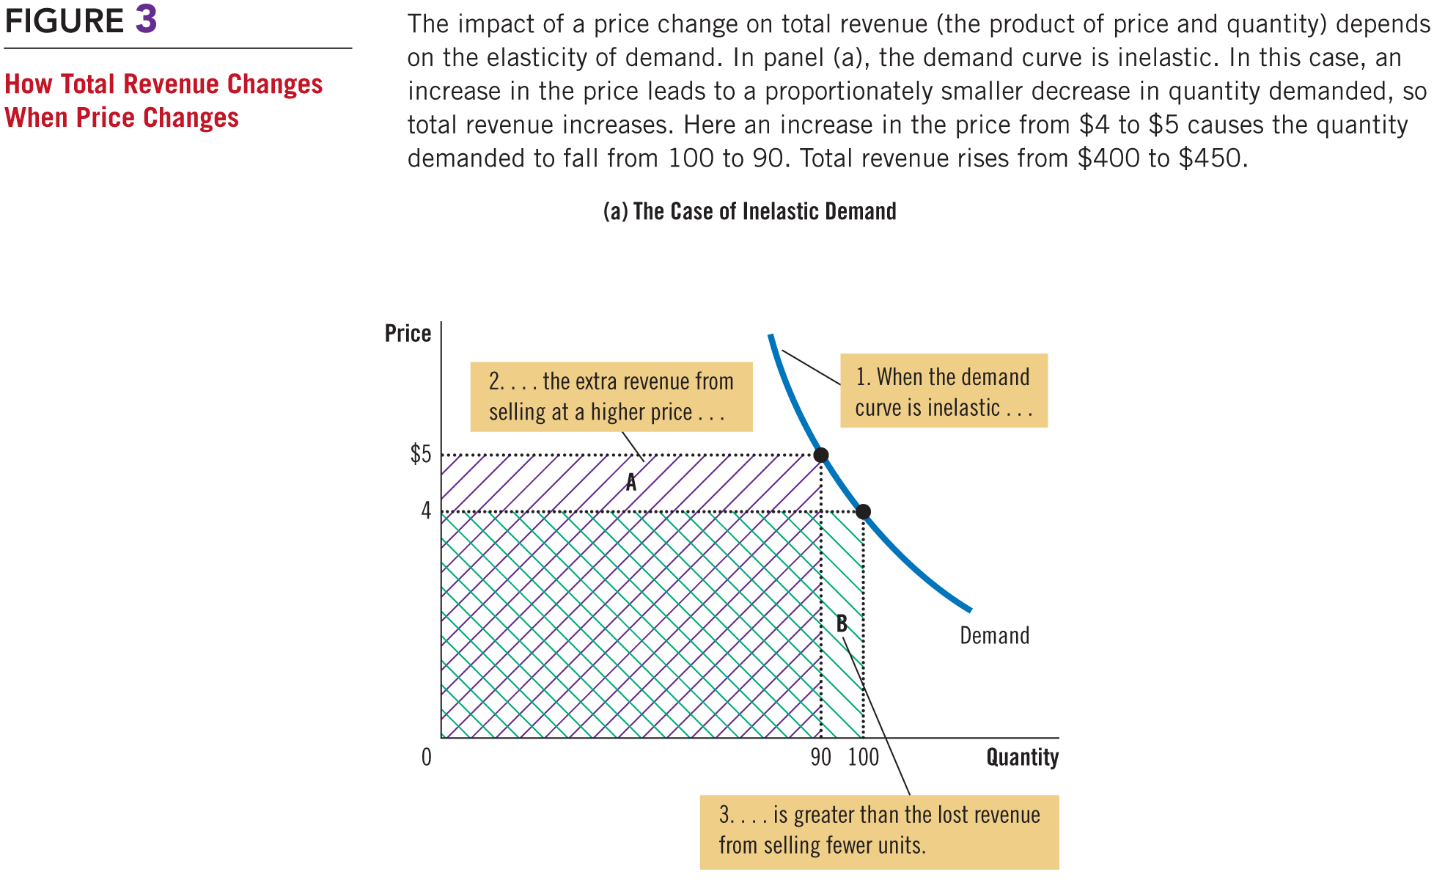 FIGURE 3
How Total Revenue Changes
When Price Changes
The impact of a price change on total revenue (the product of price and quantity) depends
on the elasticity of demand. In panel (a), the demand curve is inelastic. In this case, an
increase in the price leads to a proportionately smaller decrease in quantity demanded, so
total revenue increases. Here an increase in the price from $4 to $5 causes the quantity
demanded to fall from 100 to 90. Total revenue rises from $400 to $450.
(a) The Case of Inelastic Demand
Price
2. . . . the extra revenue from
selling at a higher price . . .
1. When the demand
curve is inelastic . . .
$5
A
4
B
Demand
0
90
100
Quantity
3. . . . is greater than the lost revenue
from selling fewer units.